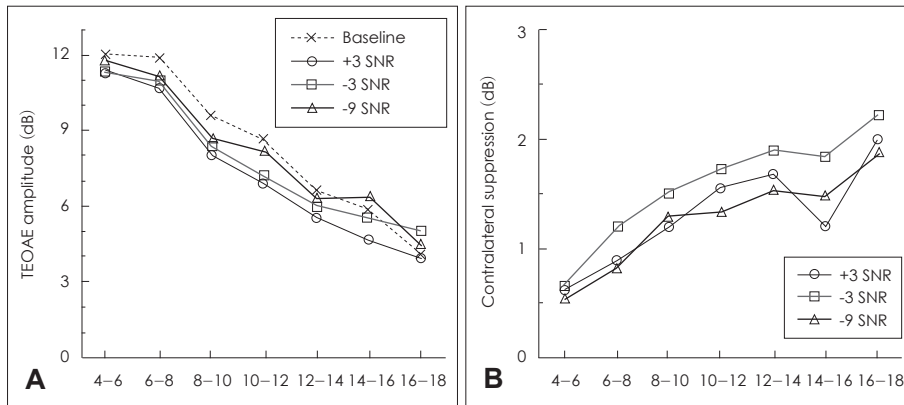 TEOAE amplitude (dB)
12
9
6
3
0
Baseline
+3 SNR
-3 SNR
-9 SNR
A
4–6 6–8 8–10 10–12 12–14 14–16 16–18
Contralateral suppression (dB)
3
2
1
0
+3 SNR
-3 SNR
-9 SNR
B
4–6 6–8 8–10 10–12 12–14 14–16 16–18